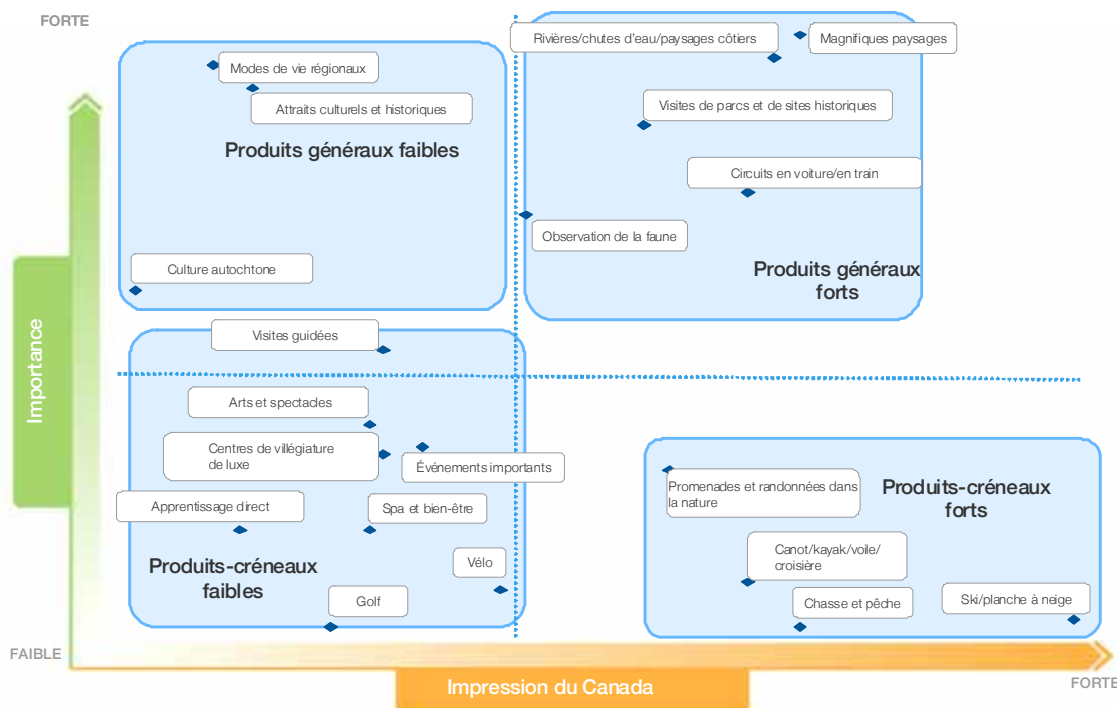 FORTE
Rivières/chutes d'eau/paysages côtiers
Magnifiques paysages
Modes de vie régionaux
Attraits culturels et historiques
Visites de parcs et de sites historiques
Produits généraux faibles
Circuits en voiture/en train
Observation de la faune
Culture autochtone
Produits généraux
forts
Importance
Visites guidées
Arts et spectacles
Centres de villégiature
de luxe
Événements importants
Promenades et randonnées dans
la nature
Produits-créneaux
forts
Apprentissage direct
Spa et bien-être
Canot/kayak/voile/
croisière
Produits-créneaux
faibles
Vélo
Golf
Chasse et pêche
Ski/planche à neige
FAIBLE
Impression du Canada
FORTE